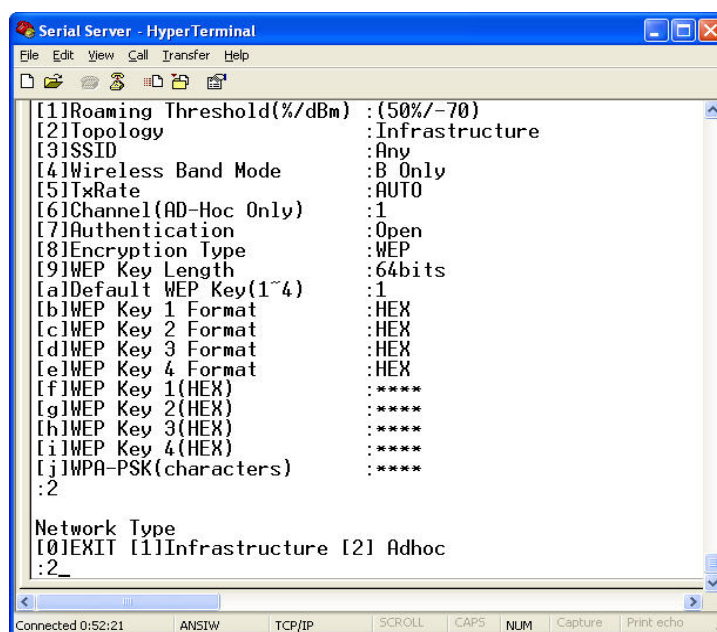 Serial Server - HyperTerminal
File Edit View Call Transfer Help
[1]Roaming Threshold(%/dBm) :(50%/-70)
[2]Topology :Infrastructure
[3]SSID :Any
[4]Wireless Band Mode :B Only
[5]TxRate :AUTO
[6]Channel(AD-Hoc Only) :1
[7]Authentication :Open
[8]Encryption Type :WEP
[9]WEP Key Length :64bits
[a]Default WEP Key(1~4) :1
[b]WEP Key 1 Format :HEX
[c]WEP Key 2 Format :HEX
[d]WEP Key 3 Format :HEX
[e]WEP Key 4 Format :HEX
[f]WEP Key 1(HEX) :****
[g]WEP Key 2(HEX) :****
[h]WEP Key 3(HEX) :****
[i]WEP Key 4(HEX) :****
[j]WPA-PSK(characters) :****
:2
Network Type
[0]EXIT [1]Infrastructure [2] Adhoc
:2_
Connected 0:52:21 ANSIW TCP/IP SCROLL CAPS NUM Capture Print echo